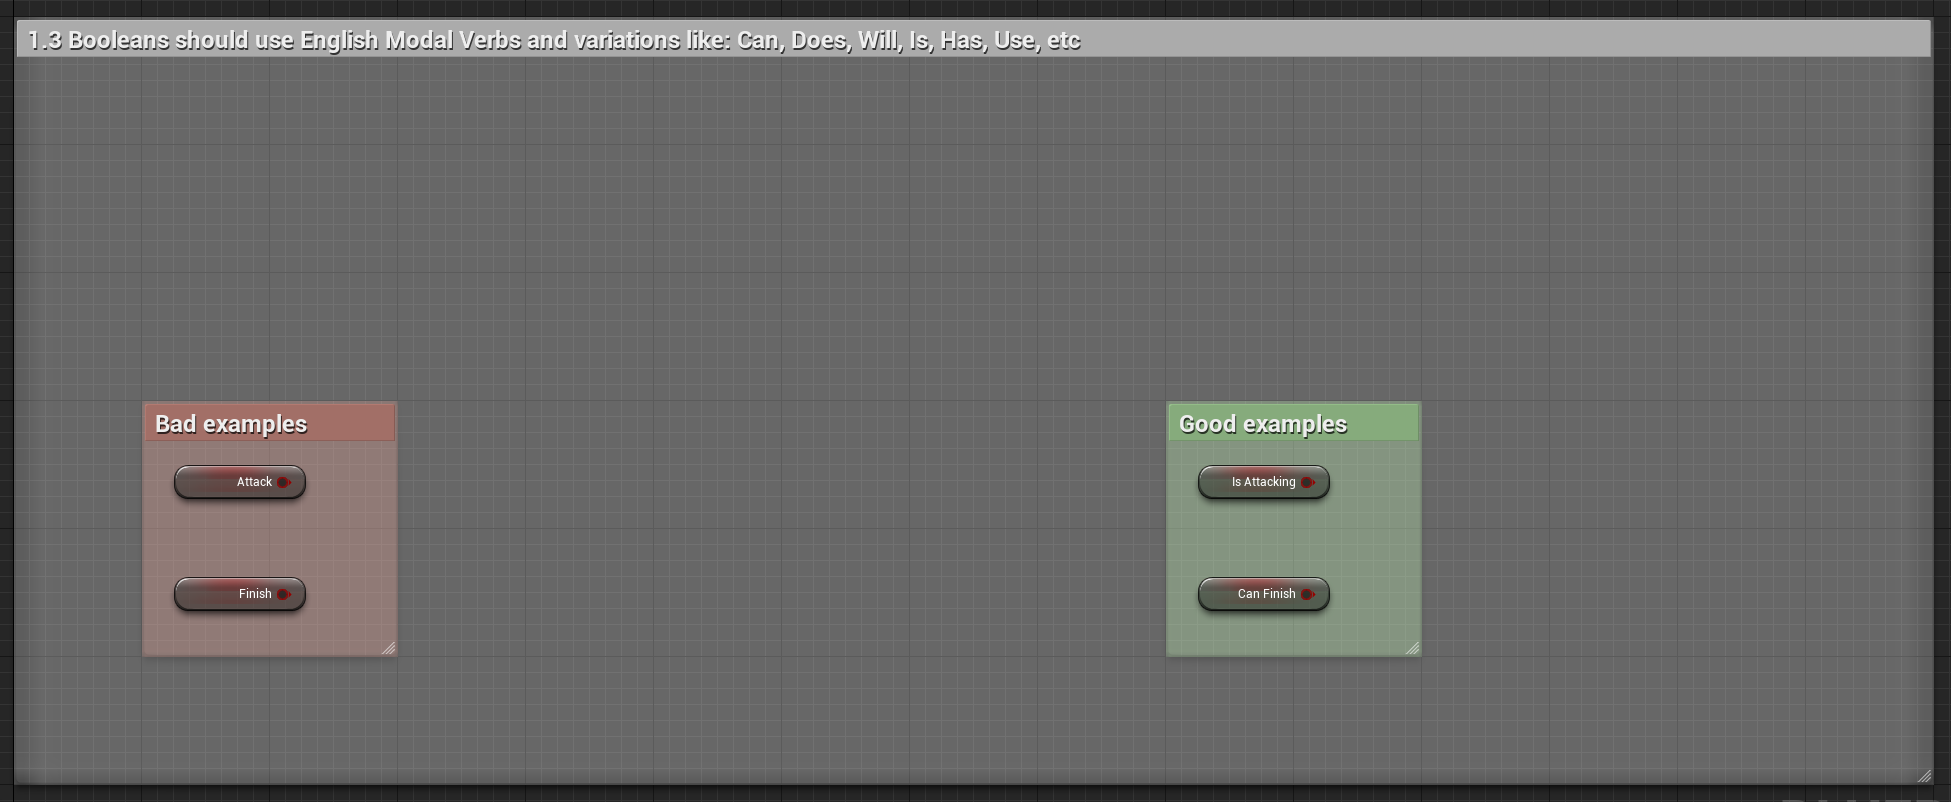 1.3 Booleans should use English Modal Verbs and variations like: Can, Does, Will, Is, Has, Use, etc
Bad examples
Attack
Finish
Good examples
Is Attacking
Can Finish